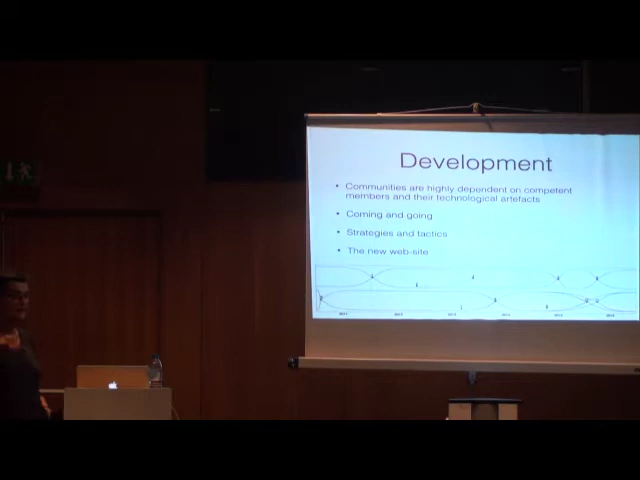 Development
• Communities are highly dependent on competent
members and their technological artefacts
• Coming and going
• Strategies and tactics
• The new web-site